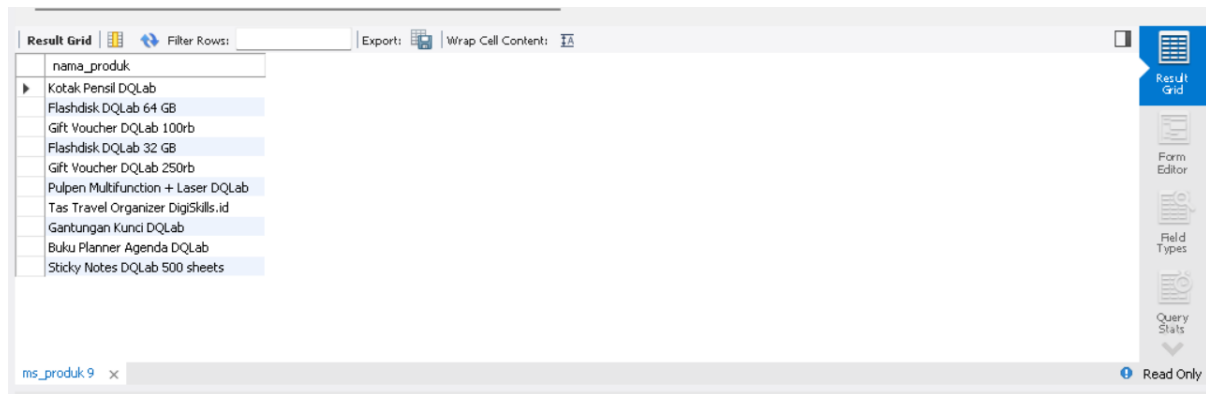 Result Grid Filter Rows: Export: Wrap Cell Content: IA
nama_produk
Kotak Pensil DQLab
Flashdisk DQLab 64 GB
Gift Voucher DQLab 100rb
Flashdisk DQLab 32 GB
Gift Voucher DQLab 250rb
Pulpen Multifunction + Laser DQLab
Tas Travel Organizer DigiSkills.id
Gantungan Kunci DQLab
Buku Planner Agenda DQLab
Sticky Notes DQLab 500 sheets
Result
Grid
Form
Editor
Field
Types
Query
Stats
ms_produk 9
Read Only